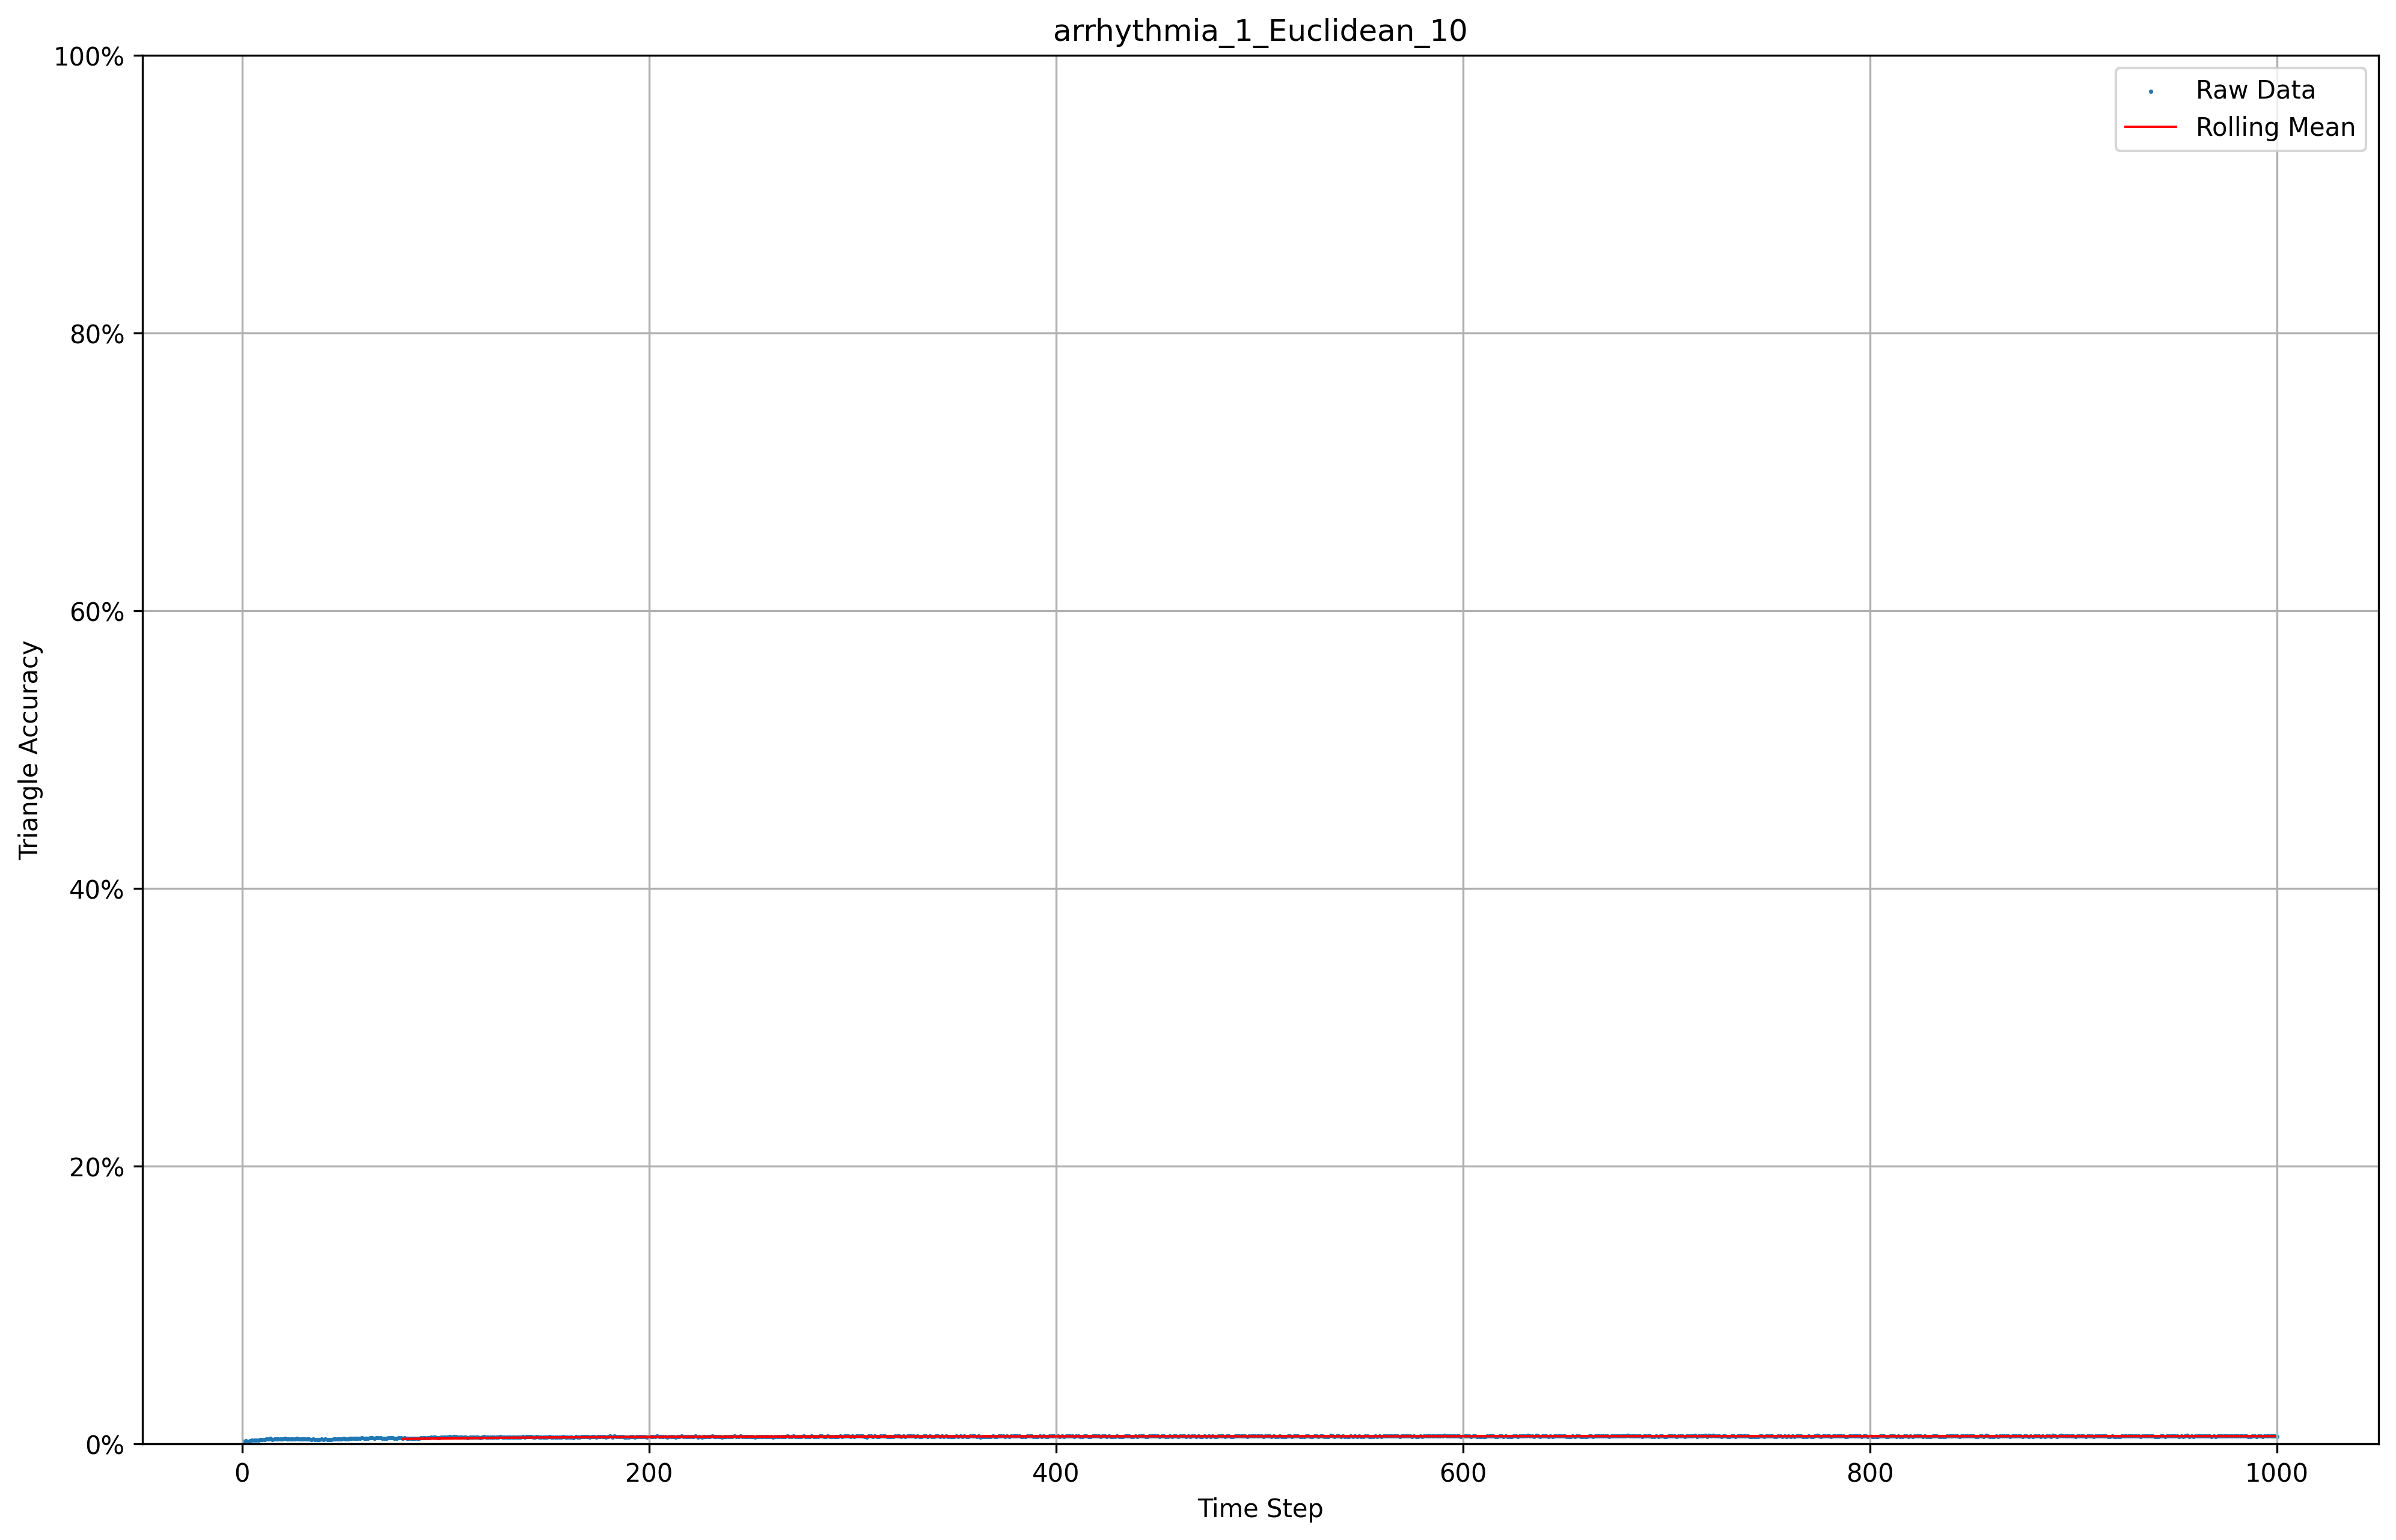 arrhythmia_1_Euclidean_10
100%
80%
60%
40%
20%
0%
Triangle Accuracy
Raw Data
Rolling Mean
0 200 400 600 800 1000
Time Step